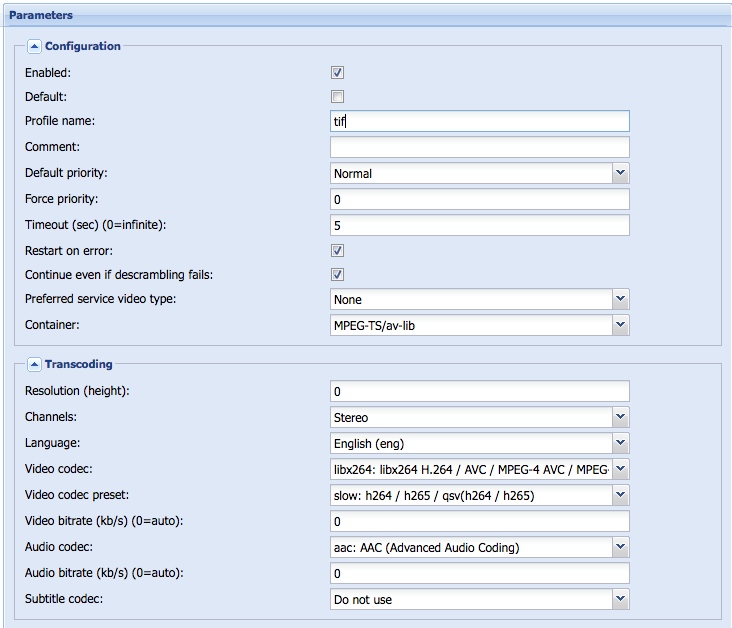 Parameters
Configuration
Enabled:
Default:
Profile name: tif
Comment:
Default priority: Normal
Force priority: 0
Timeout (sec) (0=infinite): 5
Restart on error:
Continue even if descrambling fails:
Preferred service video type: None
Container: MPEG-TS/av-lib
Transcoding
Resolution (height): 0
Channels: Stereo
Language: English (eng)
Video codec: libx264: libx264 H.264 / AVC / MPEG-4 AVC / MPEG-
Video codec preset: slow: h264 / h265 / qsv(h264 / h265)
Video bitrate (kb/s) (0=auto): 0
Audio codec: aac: AAC (Advanced Audio Coding)
Audio bitrate (kb/s) (0=auto): 0
Subtitle codec: Do not use